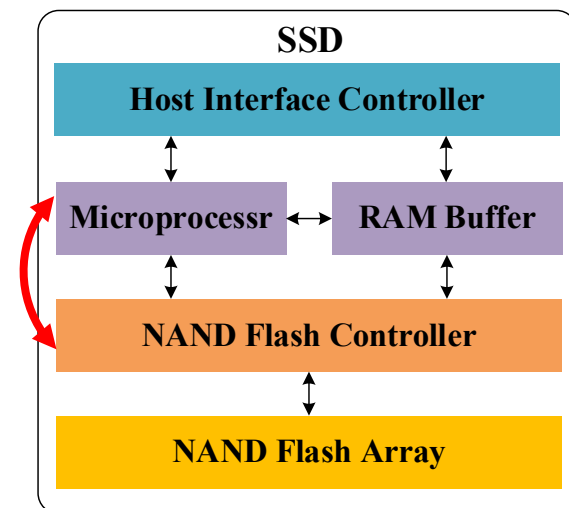 SSD
Host Interface Controller
Microprocessr
RAM Buffer
NAND Flash Controller
NAND Flash Array